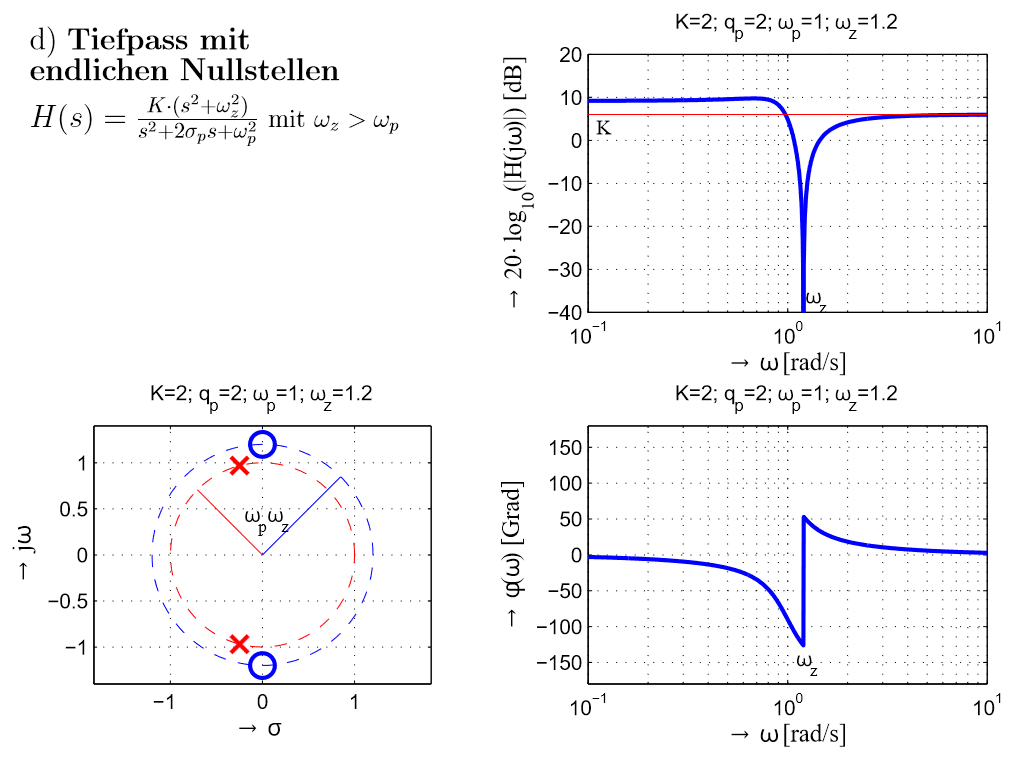 d) Tiefpass mit
endlichen Nullstellen
H(s) = K·(s²+ω_z²) / s²+2σ_p s+ω_p² mit ω_z > ω_p
K=2; q_p=2; ω_p=1; ω_z=1.2
→ 20· log_10(|H(jω)|) [dB]
20
10
0
−10
−20
−30
−40
K
ω_z
10^−1
10^0
10^1
→ ω [rad/s]
K=2; q_p=2; ω_p=1; ω_z=1.2
→ jω
1
0.5
0
−0.5
−1
ω_p ω_z
−1
0
1
→ σ
K=2; q_p=2; ω_p=1; ω_z=1.2
→ φ(ω) [Grad]
150
100
50
0
−50
−100
−150
ω_z
10^−1
10^0
10^1
→ ω [rad/s]